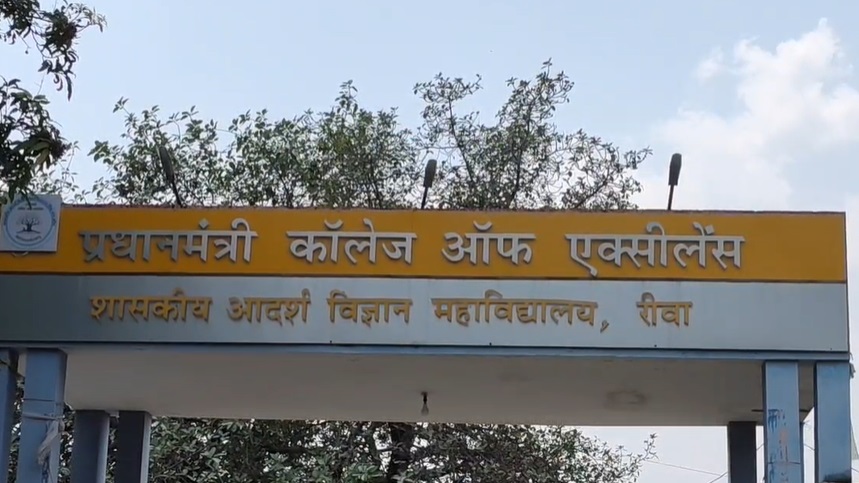 प्रधानमंत्री कॉलेज ऑफ एक्सीलेंस
शासकीय आदर्श विज्ञान महाविद्यालय, रीवा